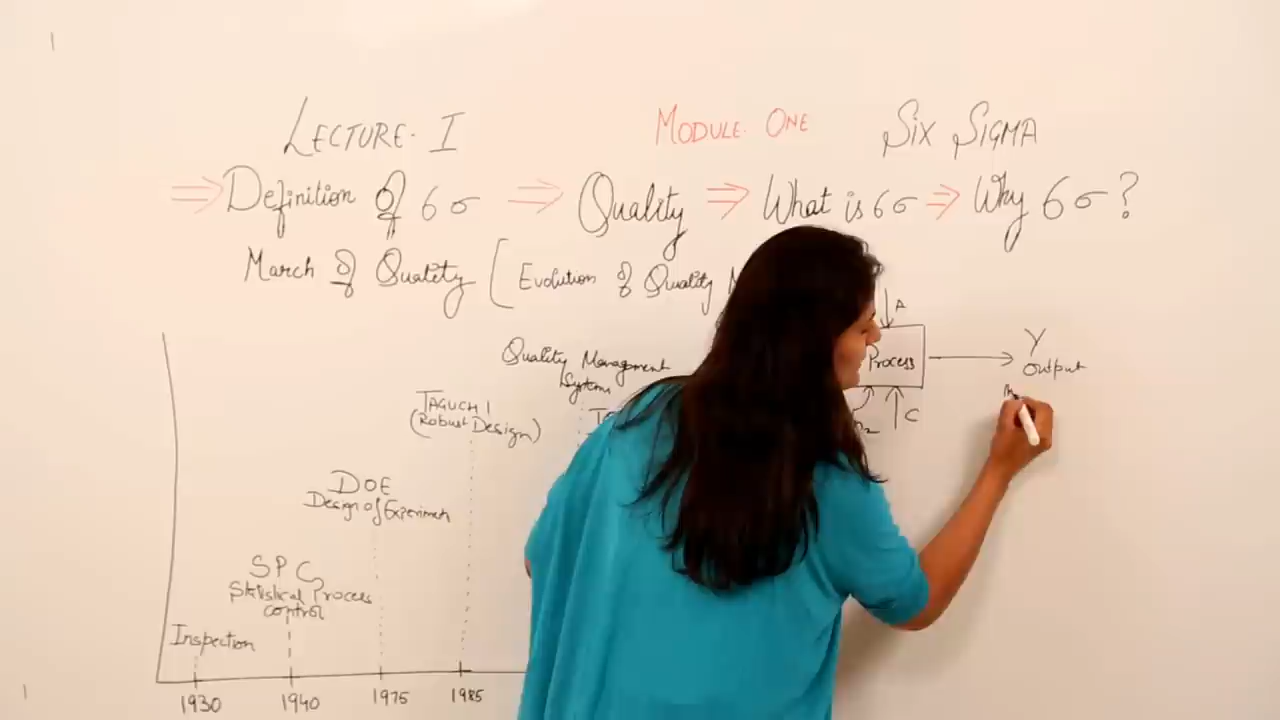 LECTURE-I MODULE ONE SIX SIGMA
⇒ Definition Of 6σ ⇒ Quality ⇒ What is 6σ ⇒ Why 6σ?
March Of Quality [ Evolution Of Quality
A
Process
Y
output
C
Quality Management
Systems
TAGUCHI
(Robust Design)
DOE
Design of Experiment
SPC
Statistical Process
control
Inspection
1930 1940 1975 1985